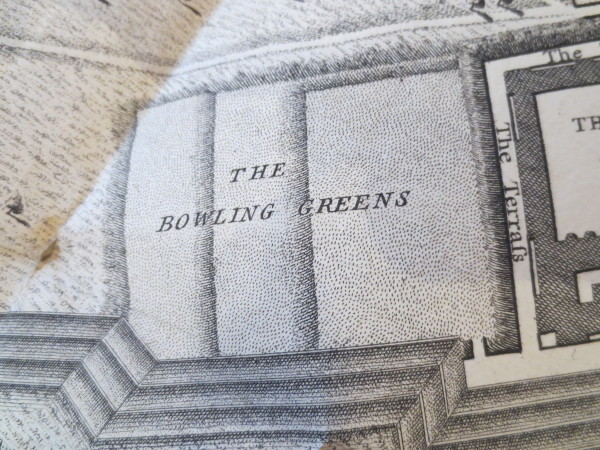 THE
BOWLING GREENS
The Terraſs
The
TH